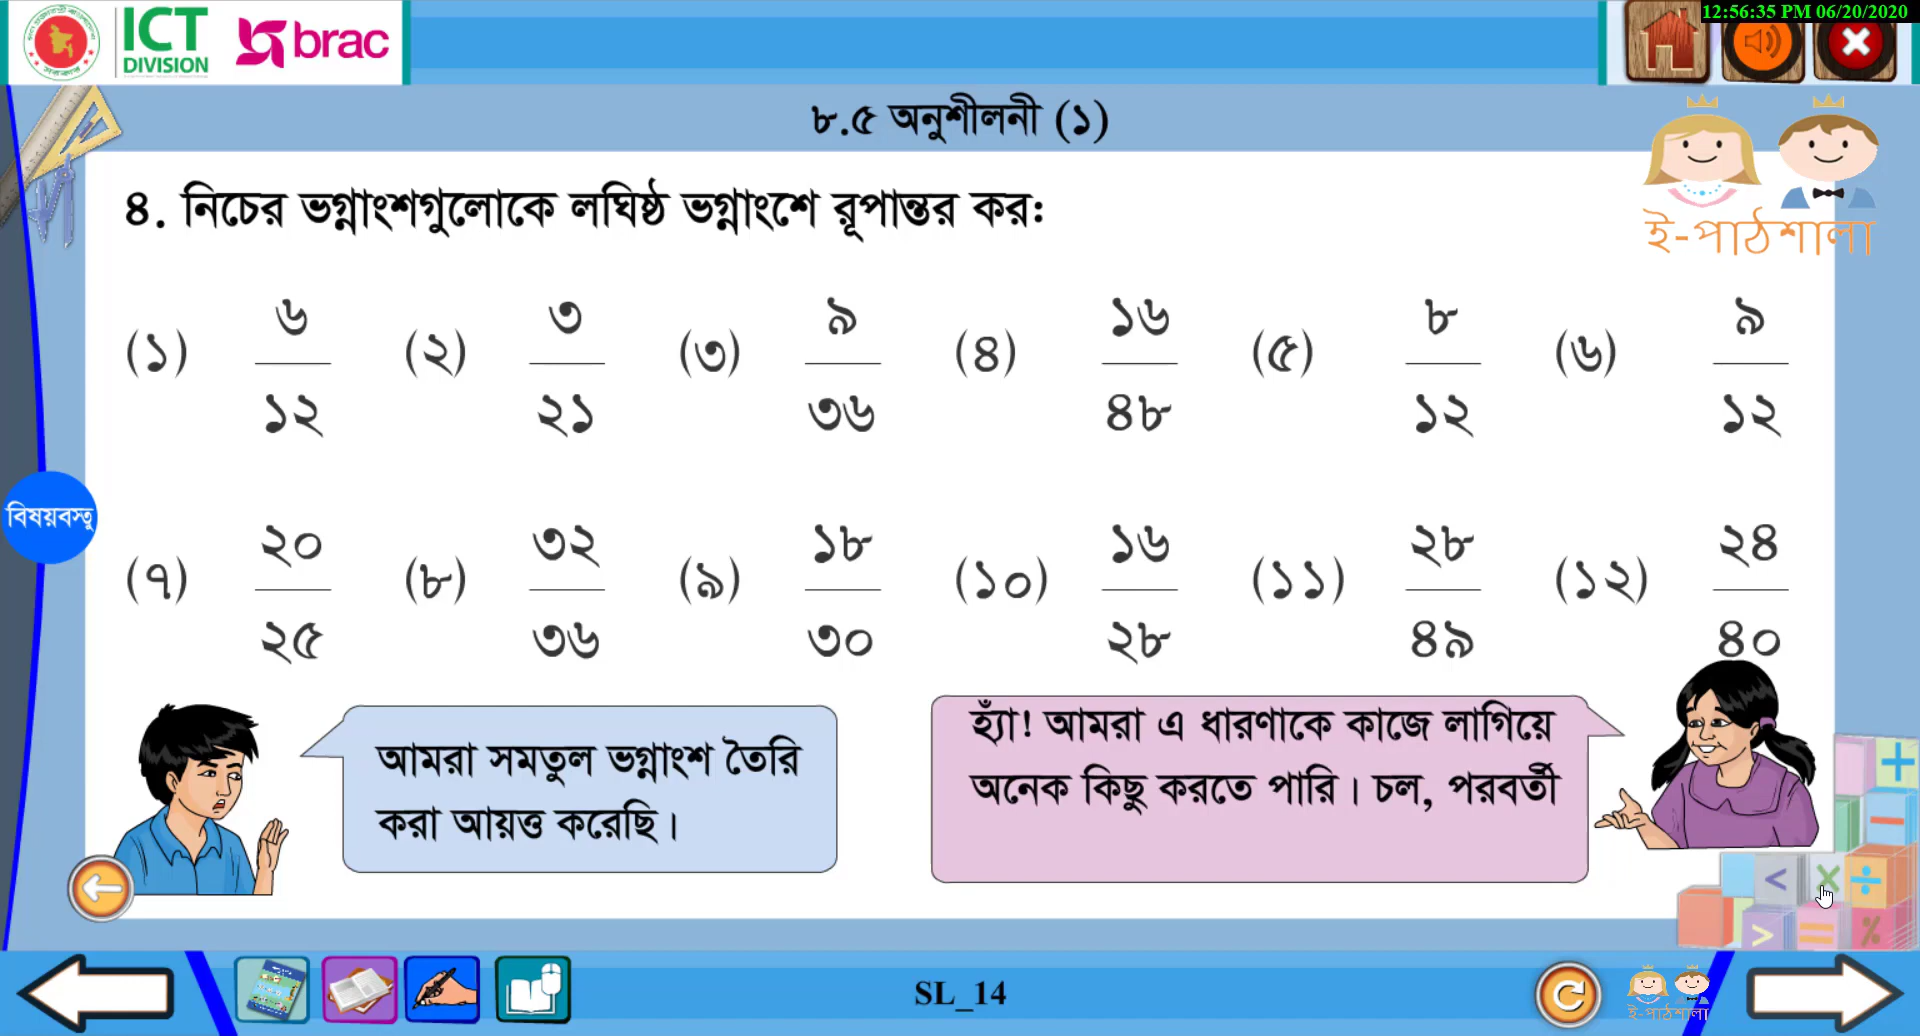 12:56:35 PM 06/20/2020
ICT
DIVISION
brac
৮.৫ অনুশীলনী (১)
ই-পাঠশালা
৪. নিচের ভগ্নাংশগুলোকে লঘিষ্ঠ ভগ্নাংশে রূপান্তর কর:
(১) ৬/১২ (২) ৩/২১ (৩) ৯/৩৬ (৪) ১৬/৪৮ (৫) ৮/১২ (৬) ৯/১২
বিষয়বস্তু
(৭) ২০/২৫ (৮) ৩২/৩৬ (৯) ১৮/৩০ (১০) ১৬/২৮ (১১) ২৮/৪৯ (১২) ২৪/৪০
আমরা সমতুল ভগ্নাংশ তৈরি
করা আয়ত্ত করেছি।
হ্যাঁ! আমরা এ ধারণাকে কাজে লাগিয়ে
অনেক কিছু করতে পারি। চল, পরবর্তী
+
−
< × ÷
> = %
SL_14
ই-পাঠশালা